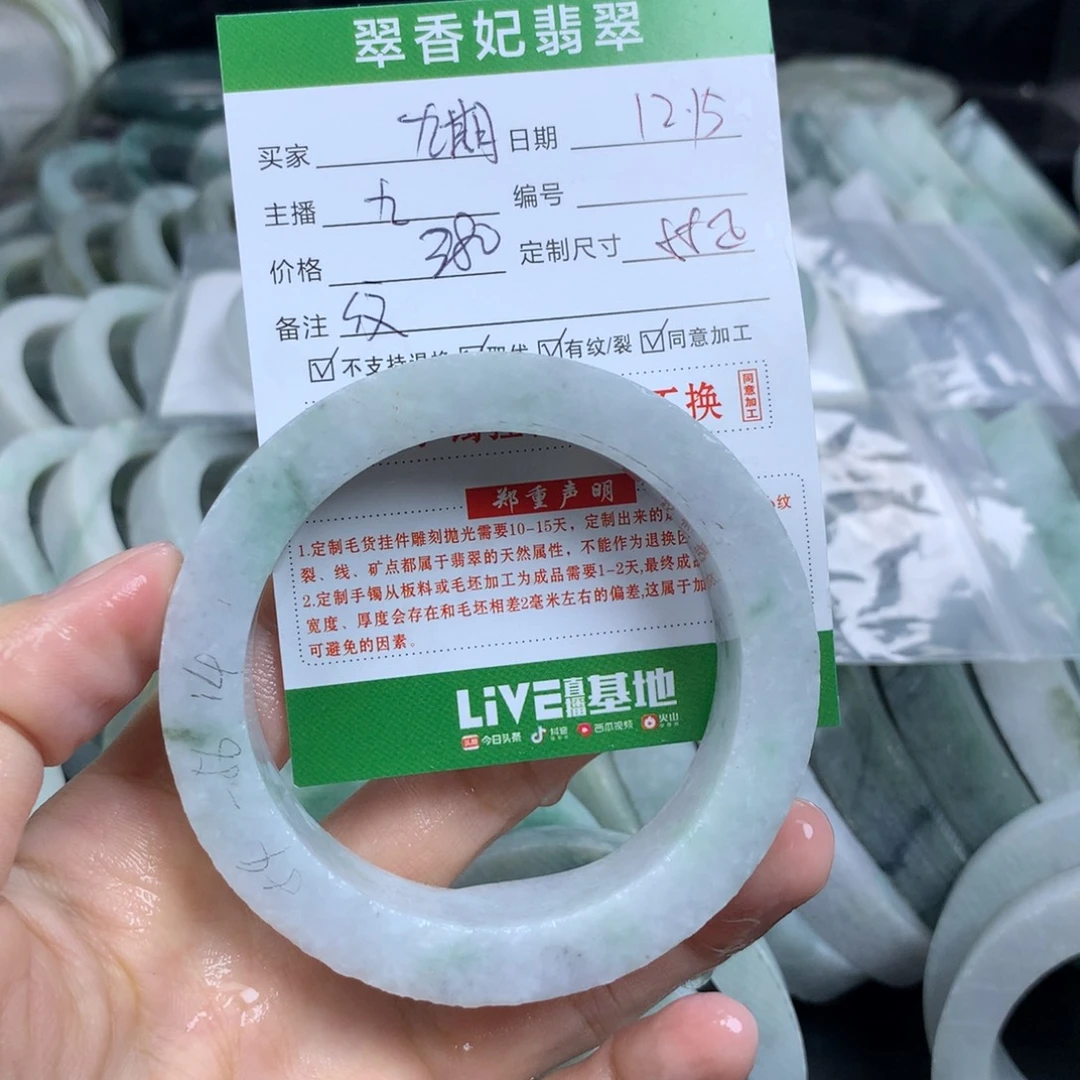 翠香妃翡翠
买家 九期 日期 12.15
主播 九 编号
价格 380 定制尺寸
备注 纹
☑不支持退换 ☑有纹/裂 ☑同意加工
换 同意加工
郑重声明
1.定制毛货挂件雕刻抛光需要10-15天，定制出来的
纹
裂、线、矿点都属于翡翠的天然属性，不能作为退换
2.定制手镯从板料或毛坯加工为成品需要1-2天,最终成
宽度、厚度会存在和毛坯相差2毫米左右的偏差,这属于加
可避免的因素。
LiVE直播基地
头条 今日头条 抖音 西瓜视频 火山